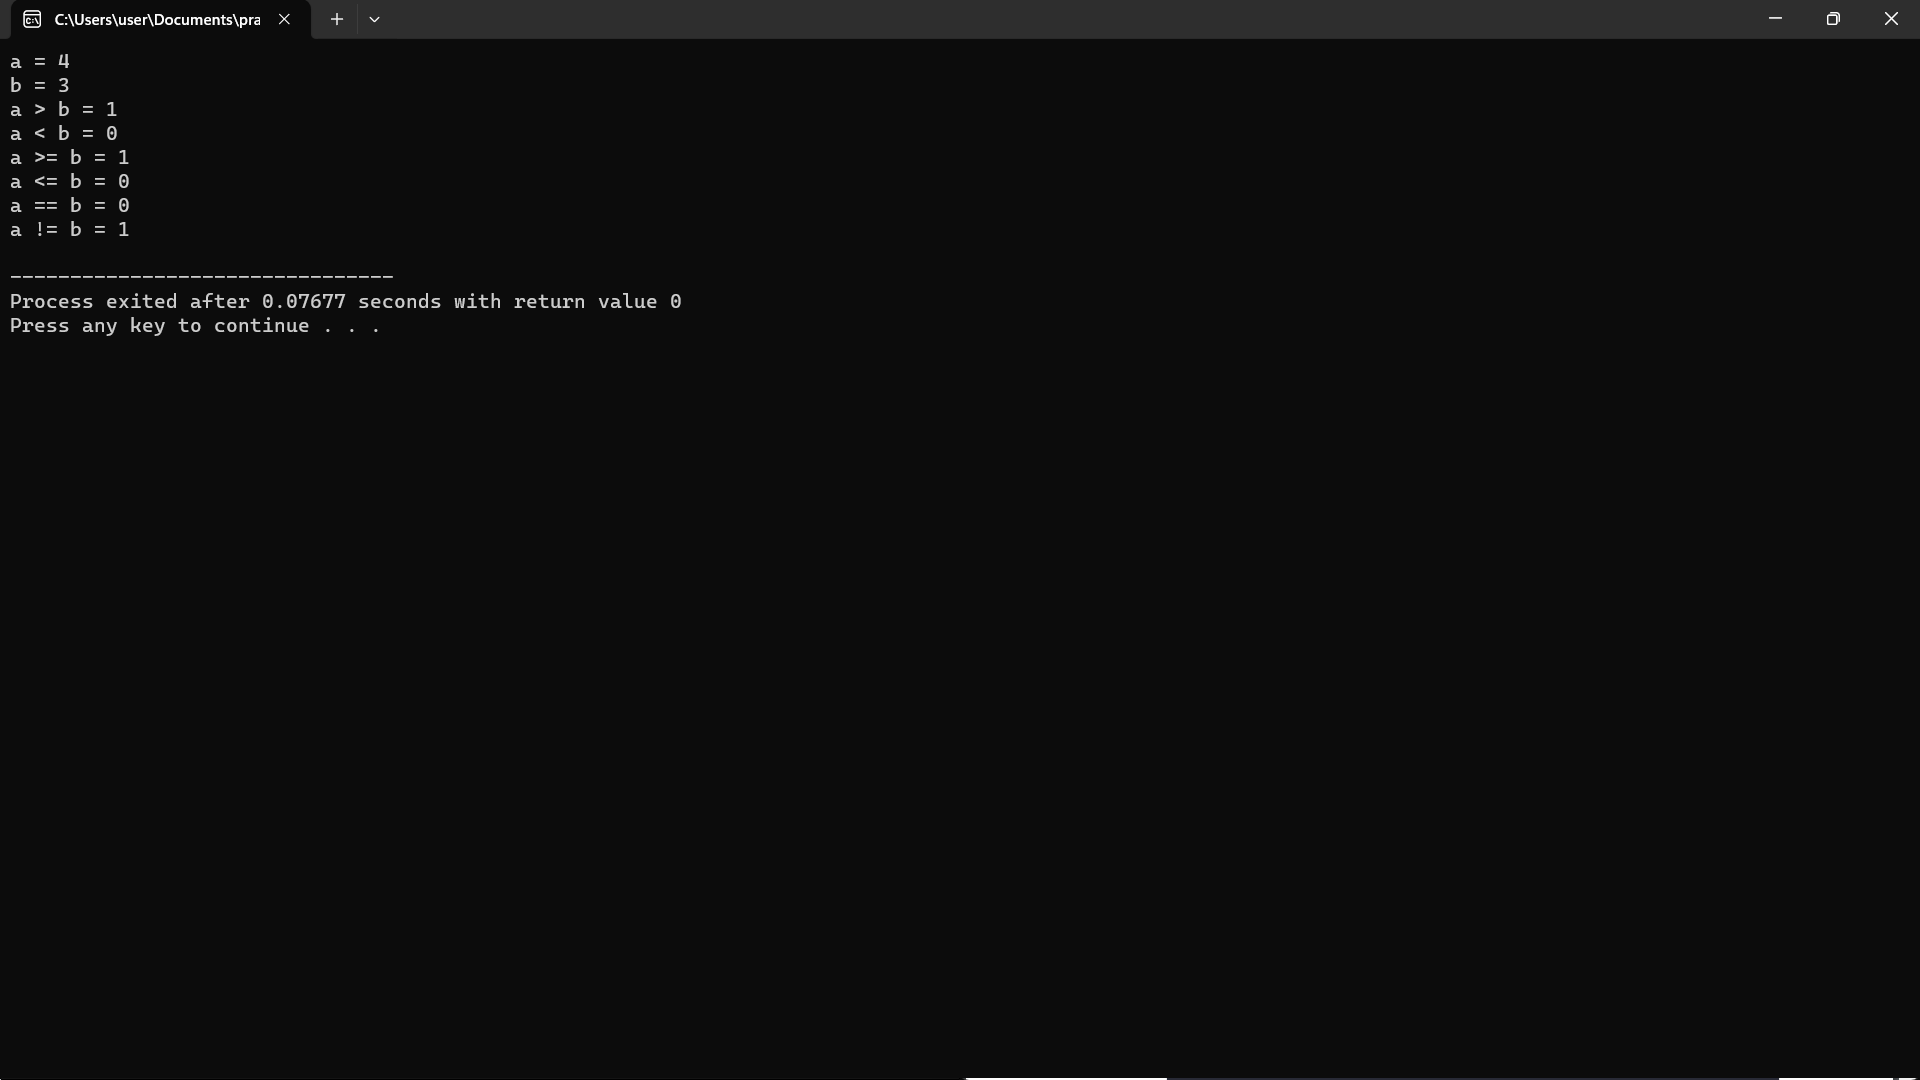 C:\Users\user\Documents\pra
a = 4
b = 3
a > b = 1
a < b = 0
a >= b = 1
a <= b = 0
a == b = 0
a != b = 1
--------------------------------
Process exited after 0.07677 seconds with return value 0
Press any key to continue . . .